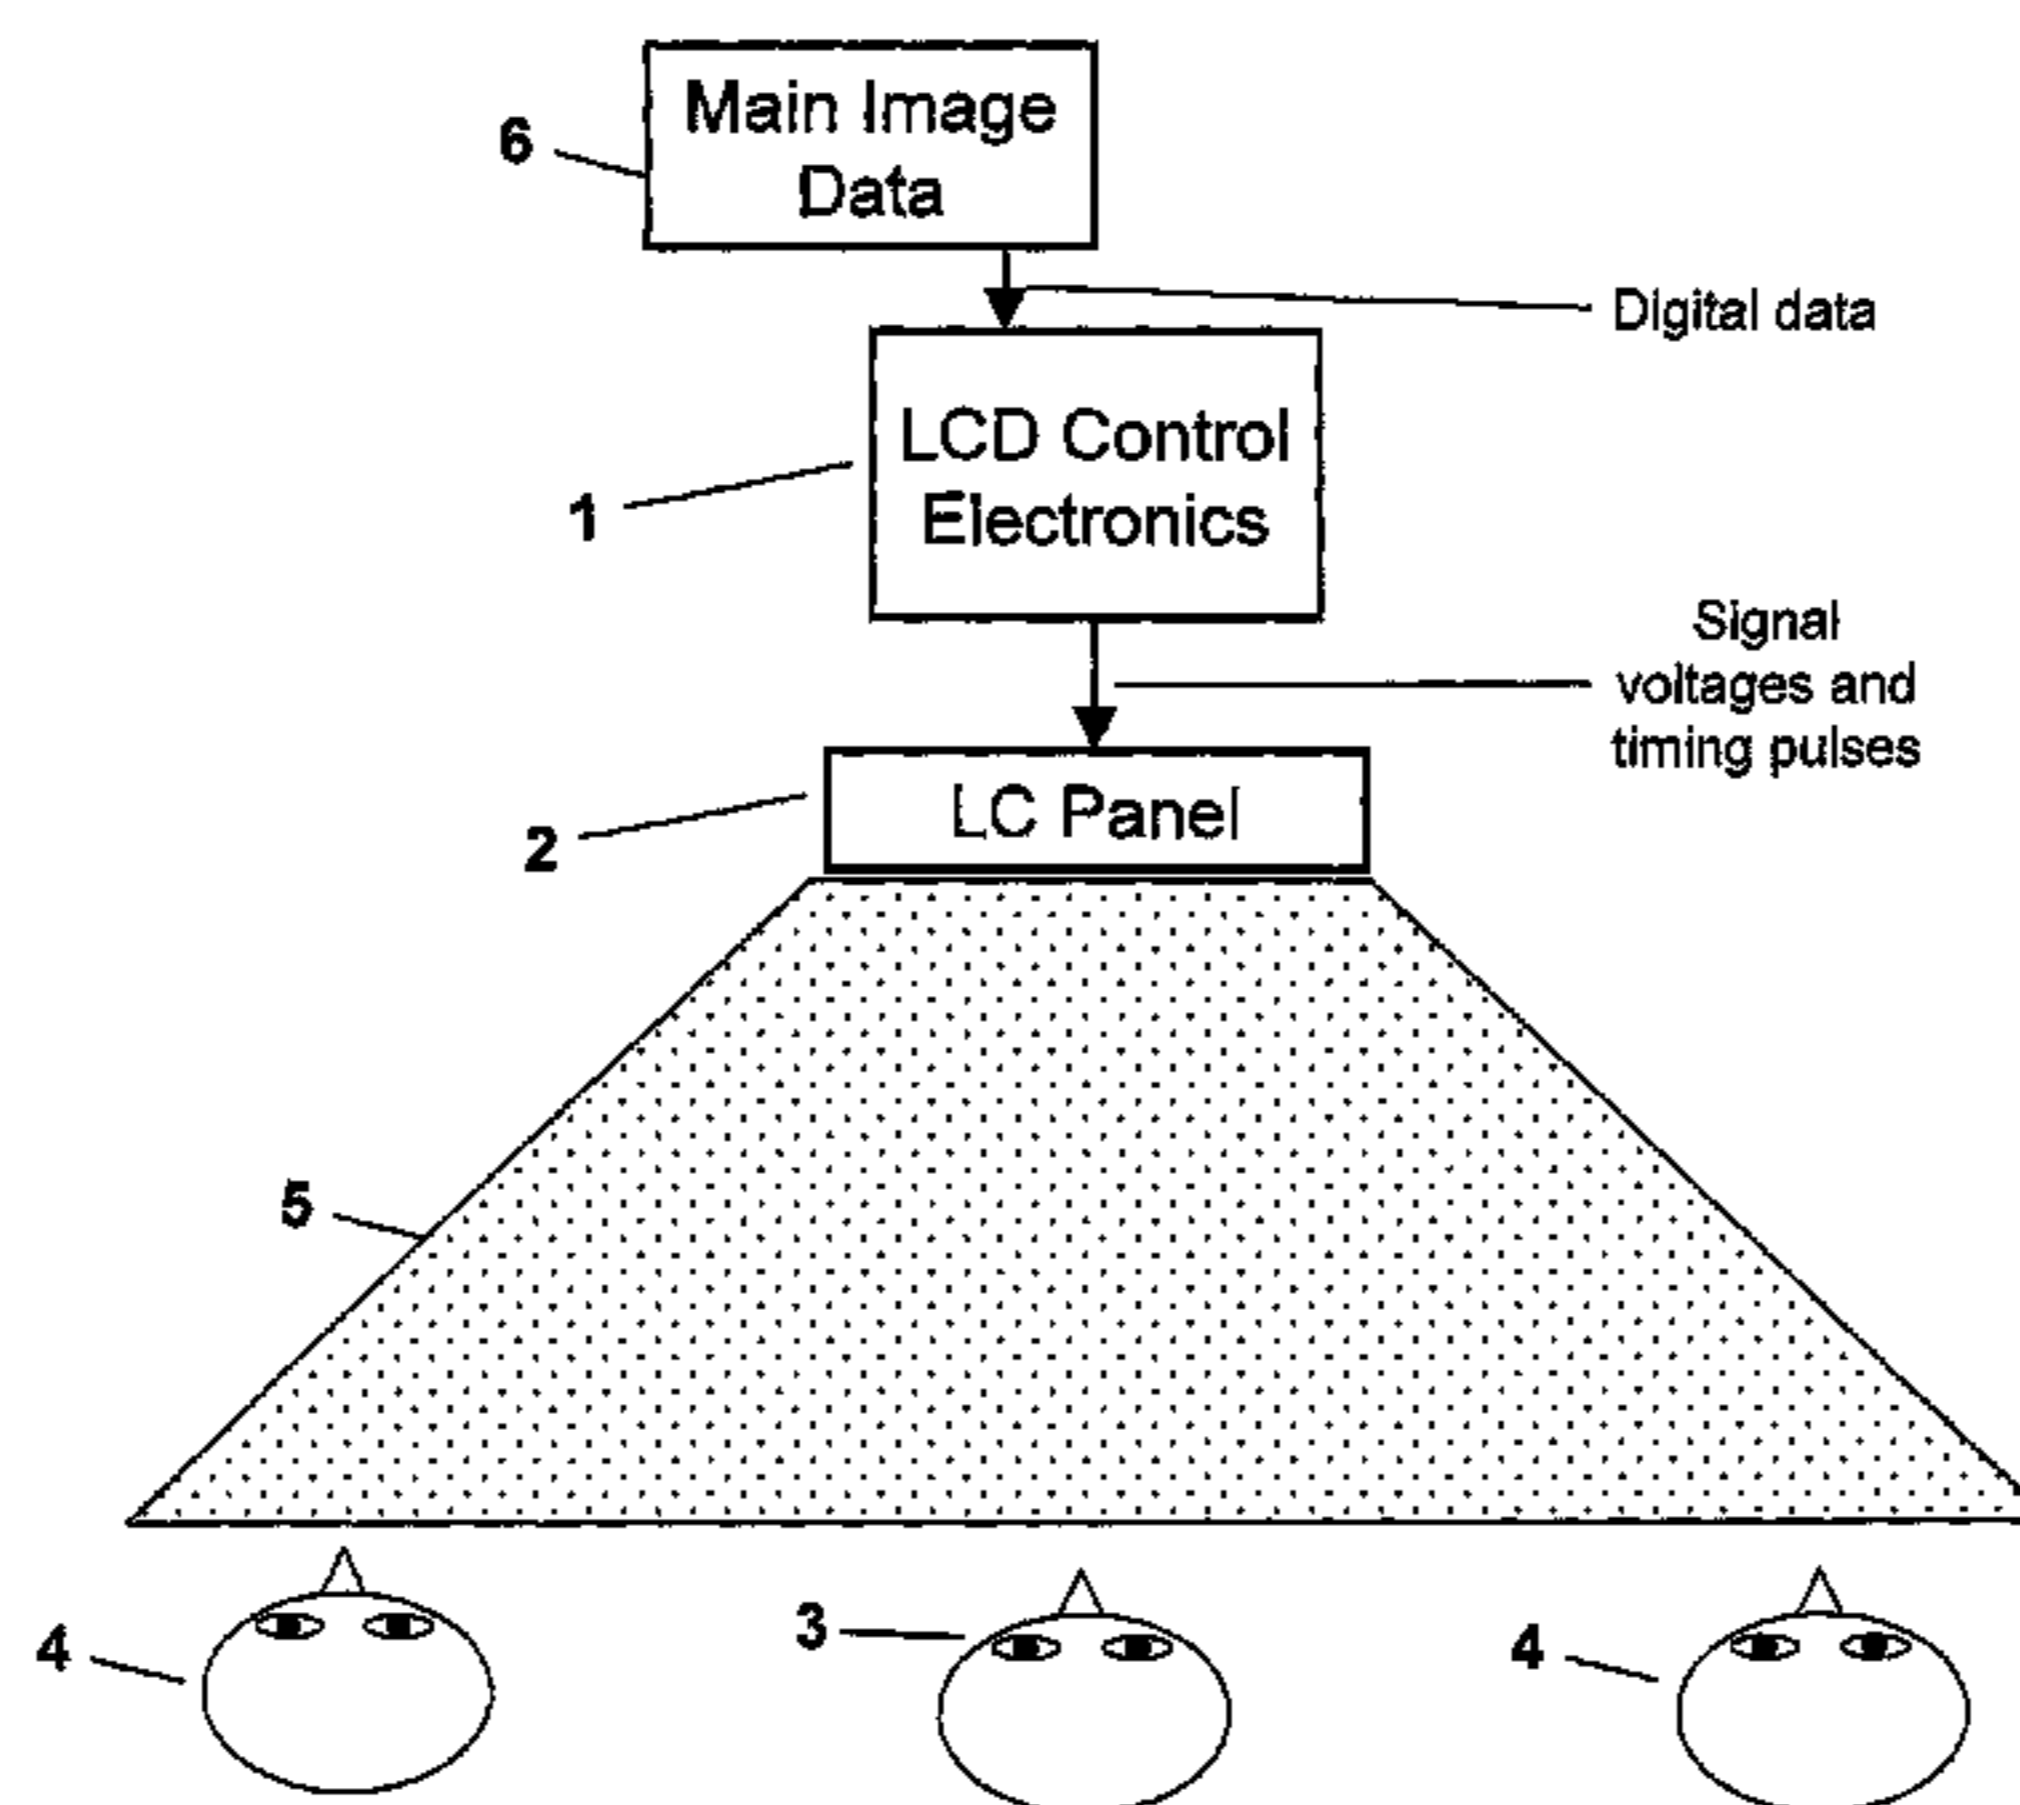 Main Image
Data
6
Digital data
LCD Control
Electronics
1
Signal
voltages and
timing pulses
LC Panel
2
5
4
3
4